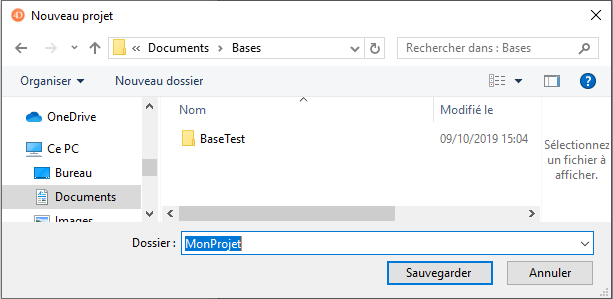 Nouveau projet
« Documents > Bases
Rechercher dans : Bases
Organiser
Nouveau dossier
?
Nom
Modifié le
OneDrive
Ce PC
Bureau
Documents
Images
BaseTest
09/10/2019 15:04
Sélectionnez
un fichier à
afficher.
Dossier :
MonProjet
Sauvegarder
Annuler